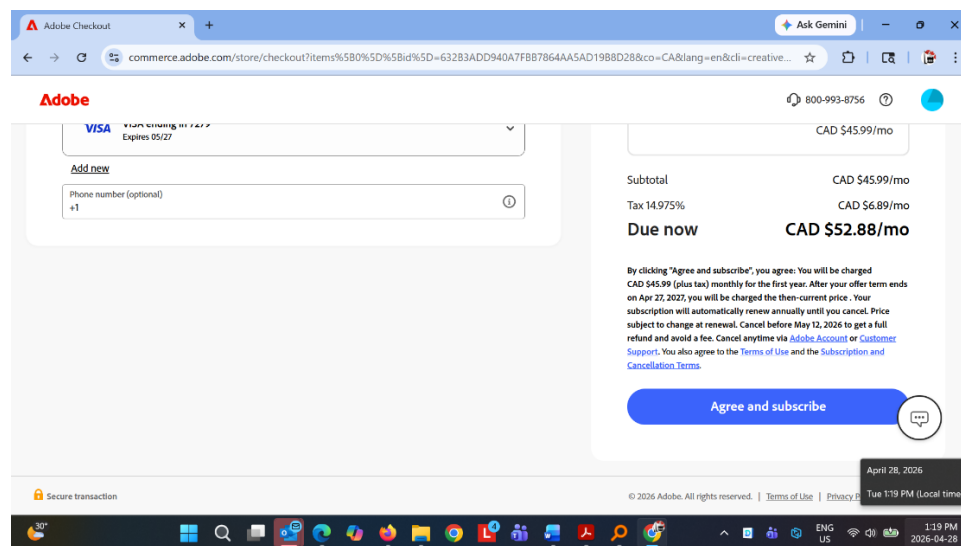 Adobe Checkout
Ask Gemini
commerce.adobe.com/store/checkout?items%5B0%5D%5Bid%5D=632B3ADD940A7FBB7864AA5AD19B8D28&co=CA&lang=en&cli=creative...
Adobe
800-993-8756
VISA
VISA ending in 7279
Expires 05/27
Add new
Phone number (optional)
+1
CAD $45.99/mo
Subtotal CAD $45.99/mo
Tax 14.975% CAD $6.89/mo
Due now CAD $52.88/mo
By clicking "Agree and subscribe", you agree: You will be charged
CAD $45.99 (plus tax) monthly for the first year. After your offer term ends
on Apr 27, 2027, you will be charged the then-current price . Your
subscription will automatically renew annually until you cancel. Price
subject to change at renewal. Cancel before May 12, 2026 to get a full
refund and avoid a fee. Cancel anytime via Adobe Account or Customer
Support. You also agree to the Terms of Use and the Subscription and
Cancellation Terms.
Agree and subscribe
April 28, 2026
Tue 1:19 PM (Local time
Secure transaction
© 2026 Adobe. All rights reserved. | Terms of Use | Privacy P
30°
4
ENG
US
1:19 PM
2026-04-28